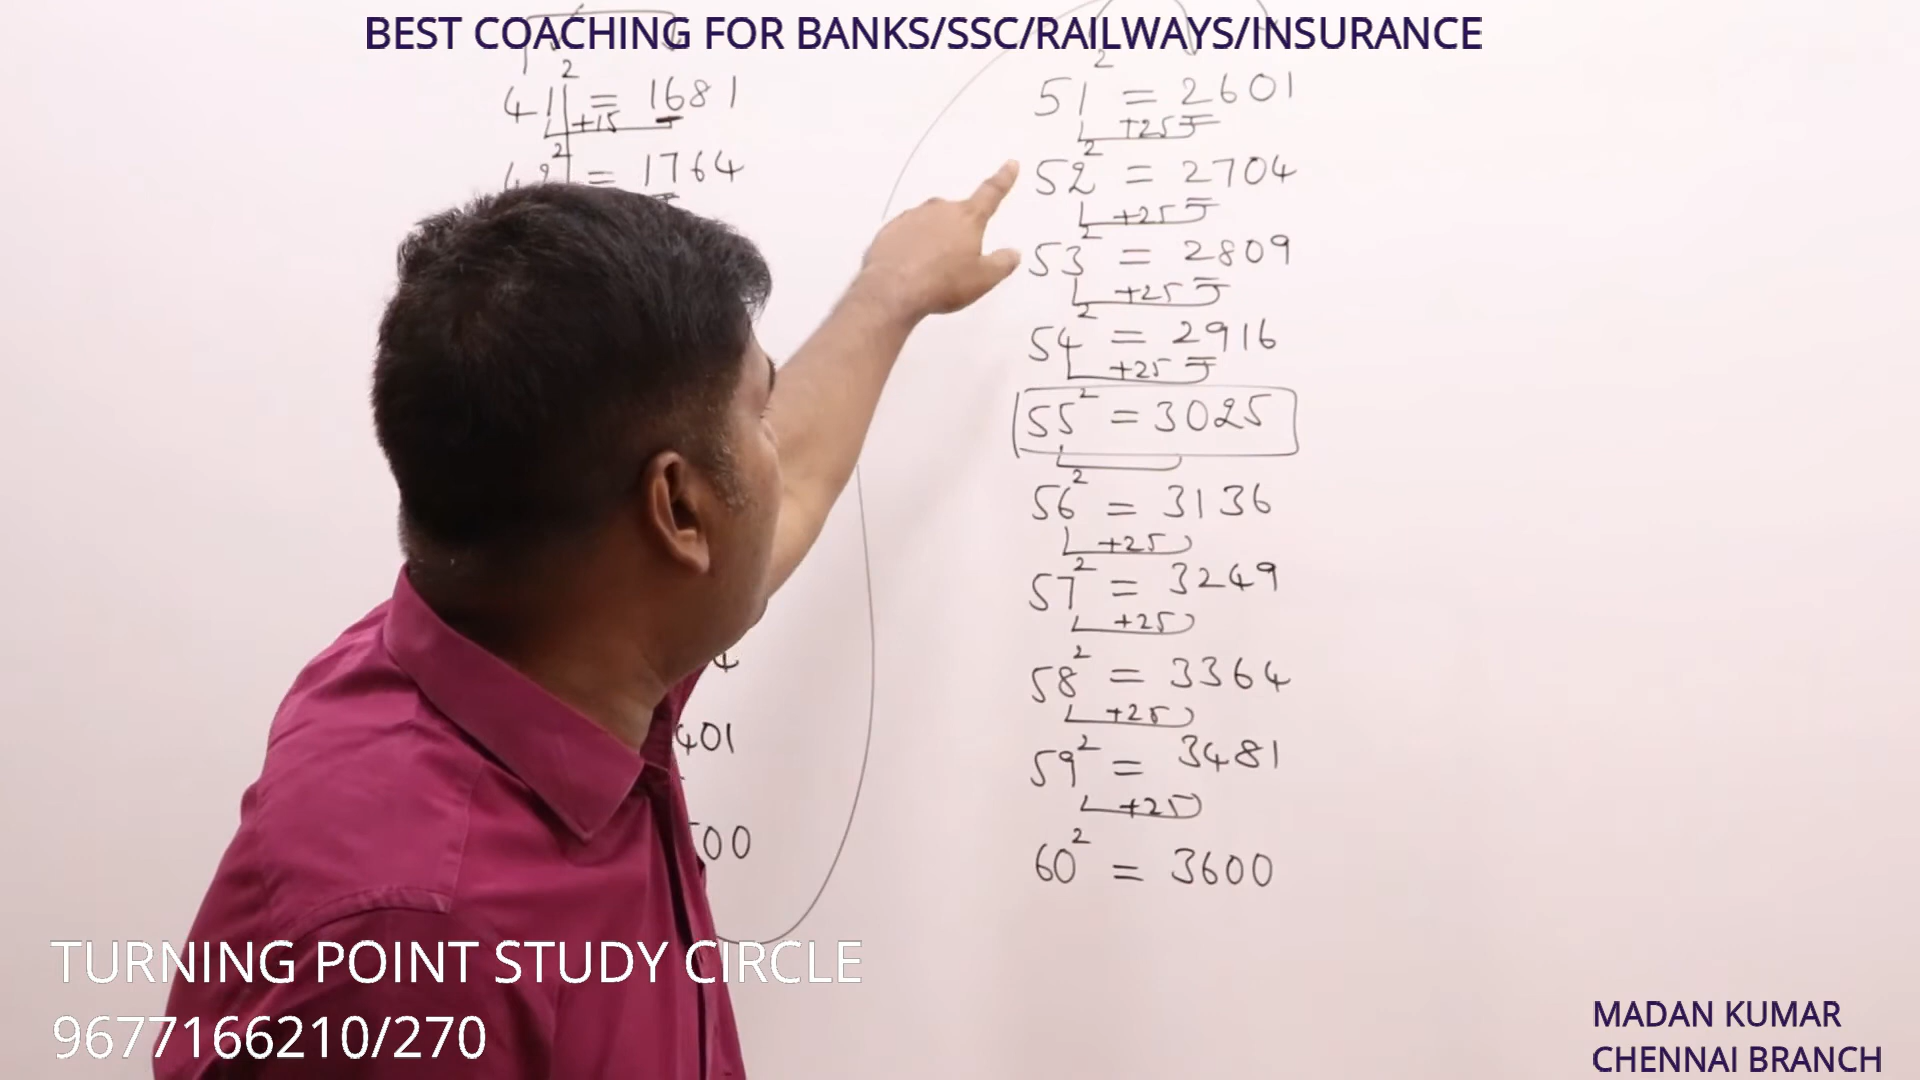 BEST COACHING FOR BANKS/SSC/RAILWAYS/INSURANCE
41² = 1681
+15
42² = 1764
401
00
51² = 2601
+25
52² = 2704
+25
53² = 2809
+25
54² = 2916
+25
55² = 3025
56² = 3136
+25
57² = 3249
+25
58² = 3364
+25
59² = 3481
+25
60² = 3600
TURNING POINT STUDY CIRCLE
9677166210/270
MADAN KUMAR
CHENNAI BRANCH